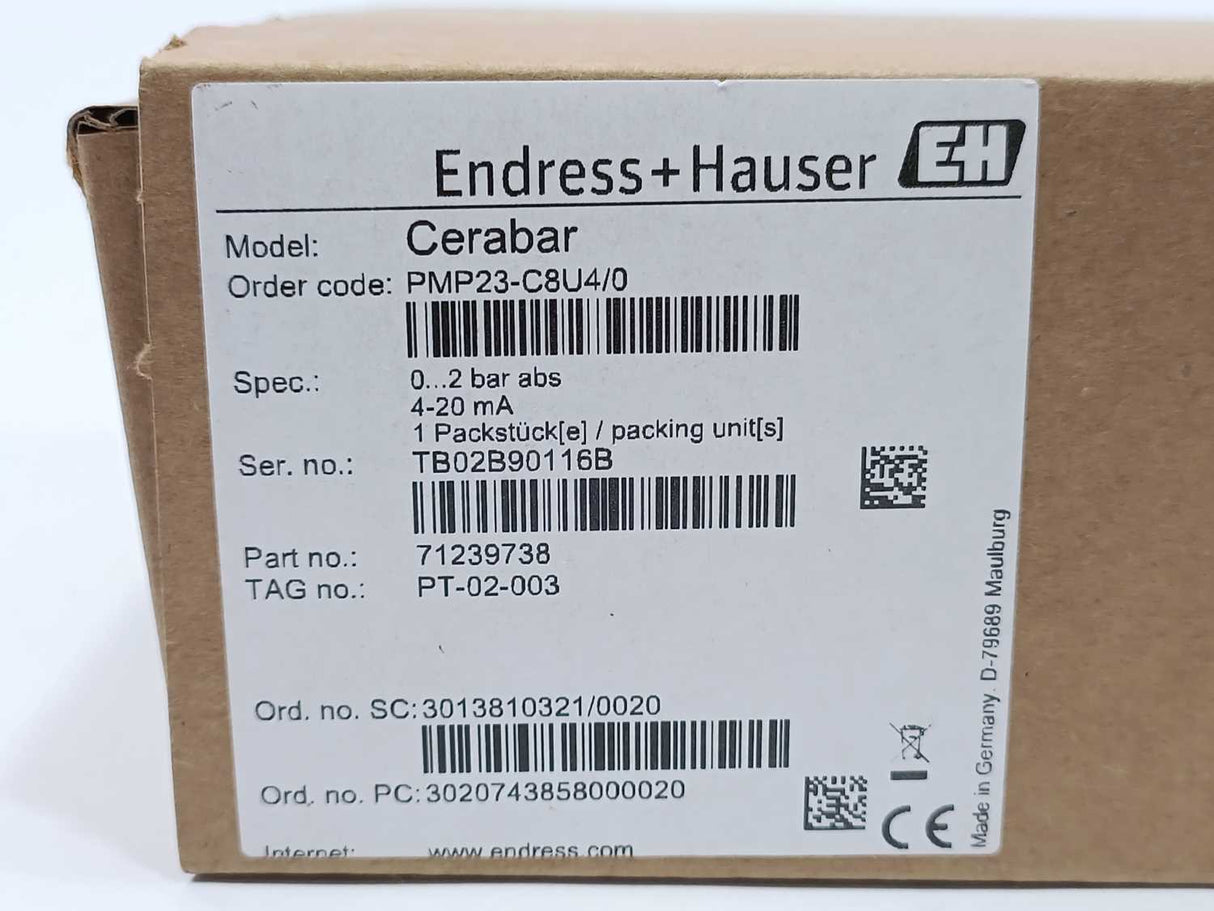 Endress+Hauser EH
Model: Cerabar
Order code: PMP23-C8U4/0
Spec.: 0...2 bar abs
4-20 mA
1 Packstück[e] / packing unit[s]
Ser. no.: TB02B90116B
Part no.: 71239738
TAG no.: PT-02-003
Ord. no. SC: 3013810321/0020
Ord. no. PC: 3020743858000020
Internet: www.endress.com
CE
Made in Germany. D-79689 Maulburg